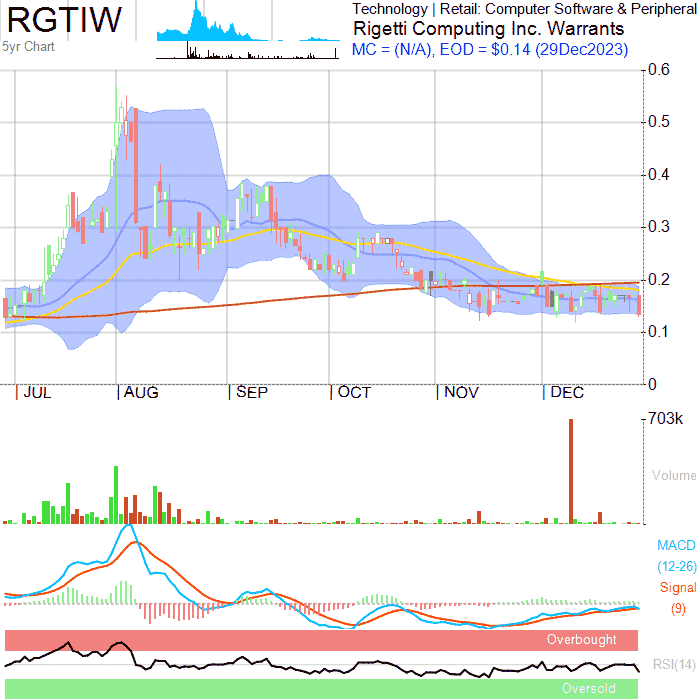 RGTIW
5yr Chart
Technology | Retail: Computer Software & Peripheral
Rigetti Computing Inc. Warrants
MC = (N/A), EOD = $0.14 (29Dec2023)
0.6
0.5
0.4
0.3
0.2
0.1
0
JUL AUG SEP OCT NOV DEC
703k
Volume
MACD
(12-26)
Signal
(9)
Overbought
RSI(14)
Oversold